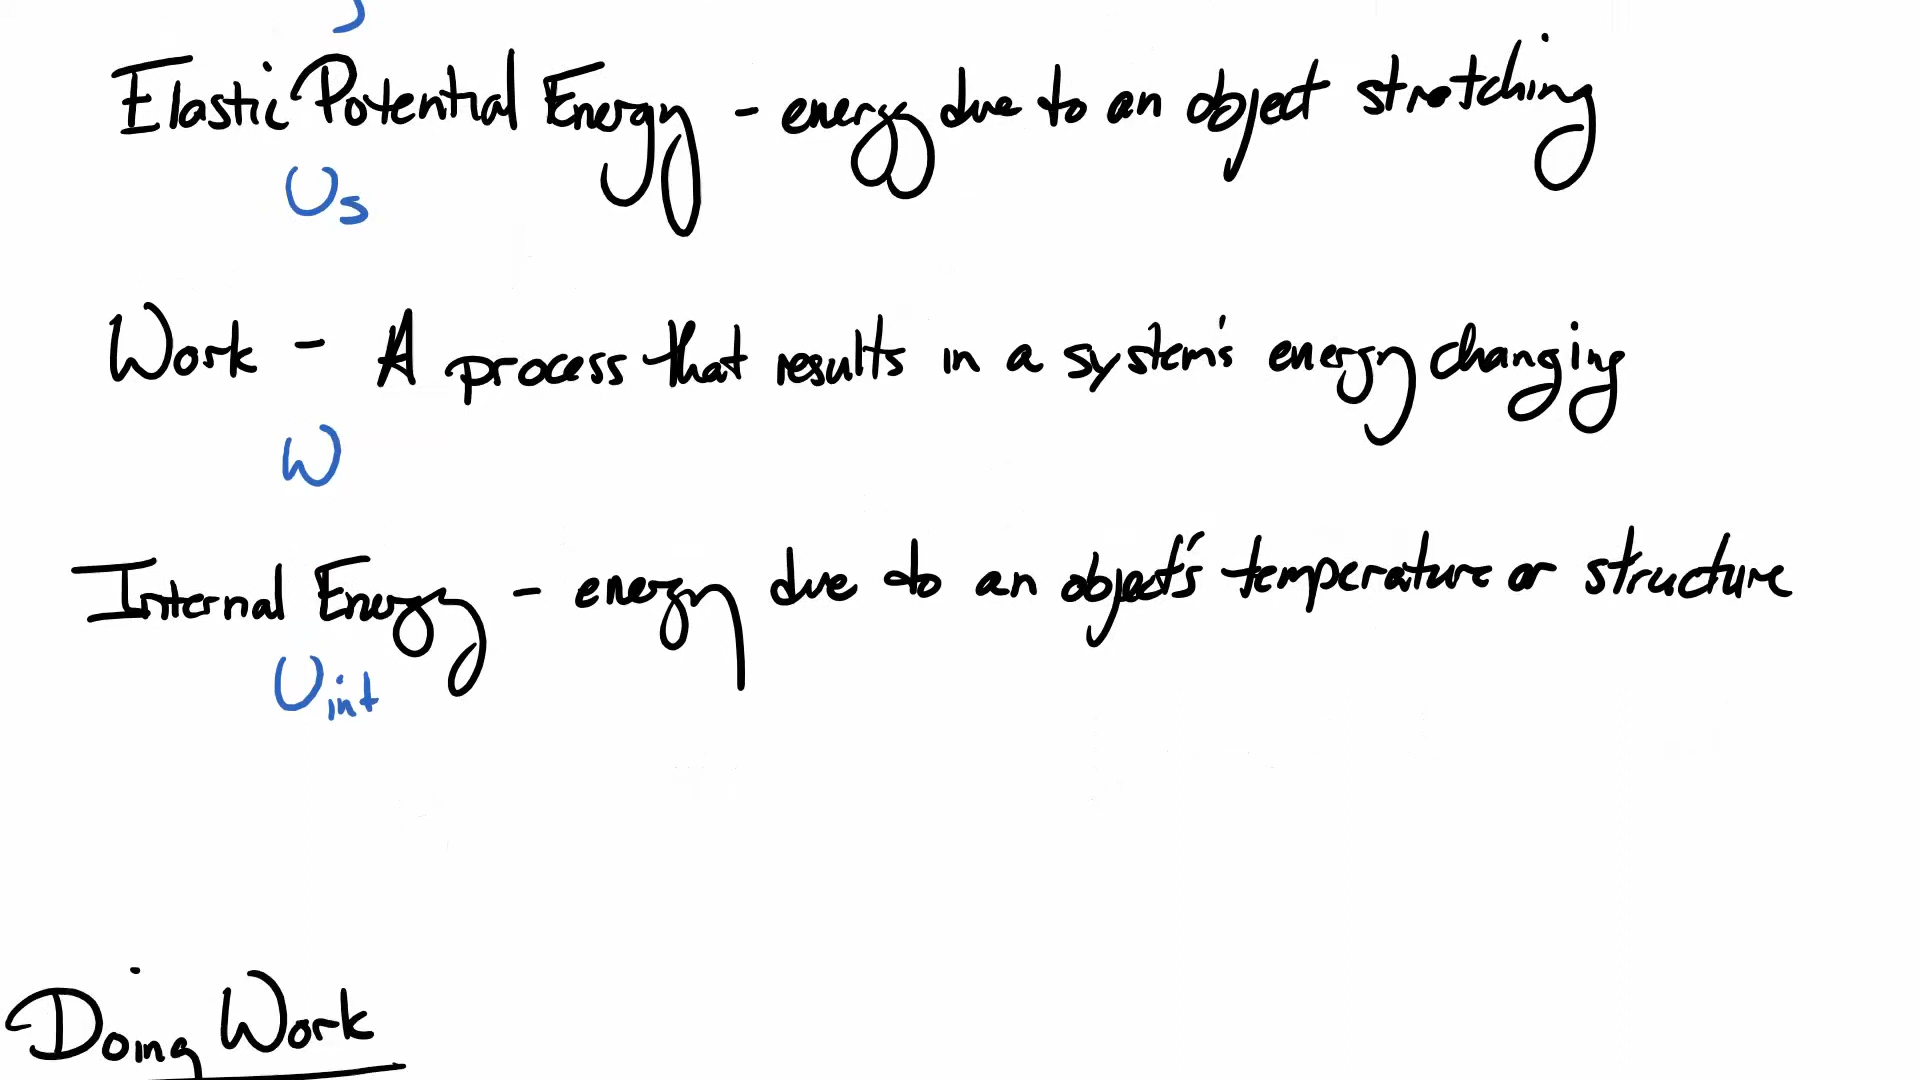 Elastic Potential Energy - energy due to an object stretching
Us
Work - A process that results in a system's energy changing
W
Internal Energy - energy due to an object's temperature or structure
Uint
Doing Work